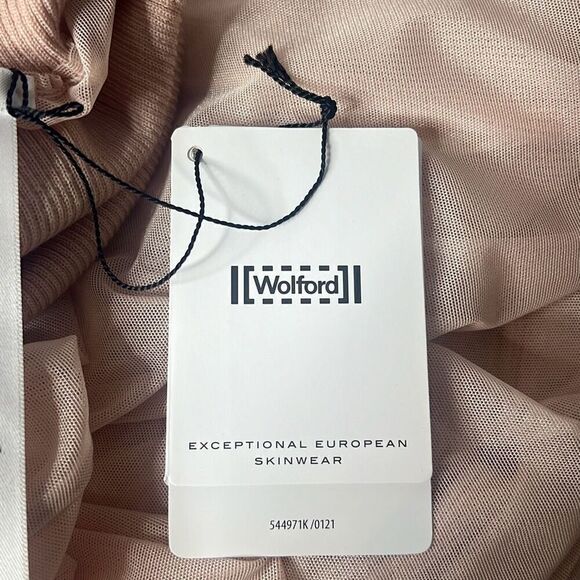 Wolford
EXCEPTIONAL EUROPEAN
SKINWEAR
544971K /0121